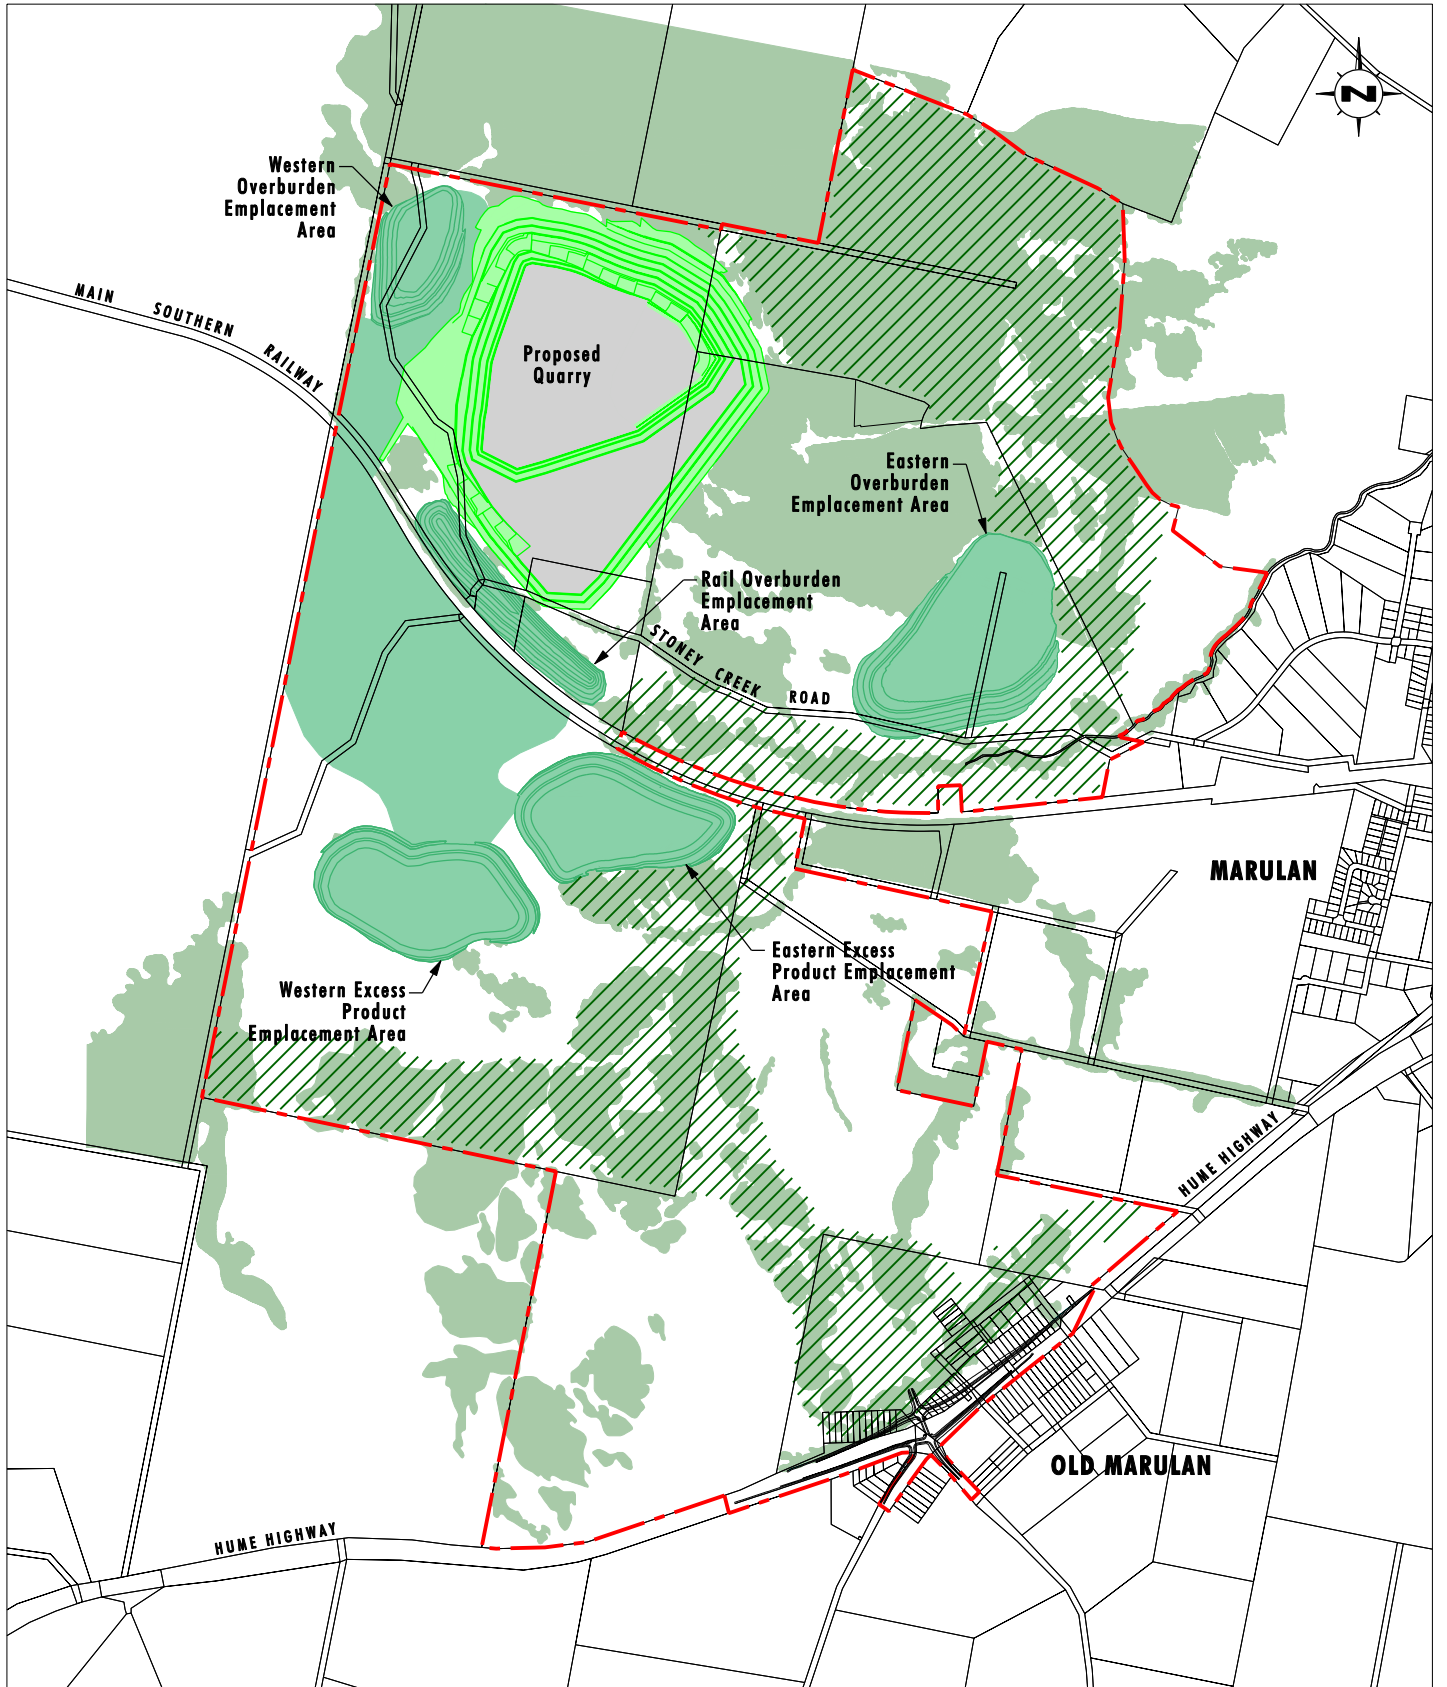 N
Western
Overburden
Emplacement
Area
MAIN SOUTHERN RAILWAY
Proposed
Quarry
Eastern
Overburden
Emplacement Area
Rail Overburden
Emplacement
Area
STONEY CREEK ROAD
MARULAN
Eastern Excess
Product Emplacement
Area
Western Excess
Product
Emplacement Area
HUME HIGHWAY
OLD MARULAN
HUME HIGHWAY